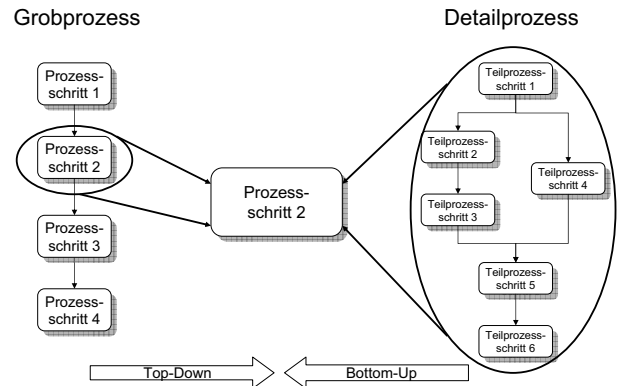 Grobprozess
Detailprozess
Prozess-
schritt 1
Prozess-
schritt 2
Prozess-
schritt 3
Prozess-
schritt 4
Prozess-
schritt 2
Teilprozess-
schritt 1
Teilprozess-
schritt 2
Teilprozess-
schritt 3
Teilprozess-
schritt 4
Teilprozess-
schritt 5
Teilprozess-
schritt 6
Top-Down
Bottom-Up